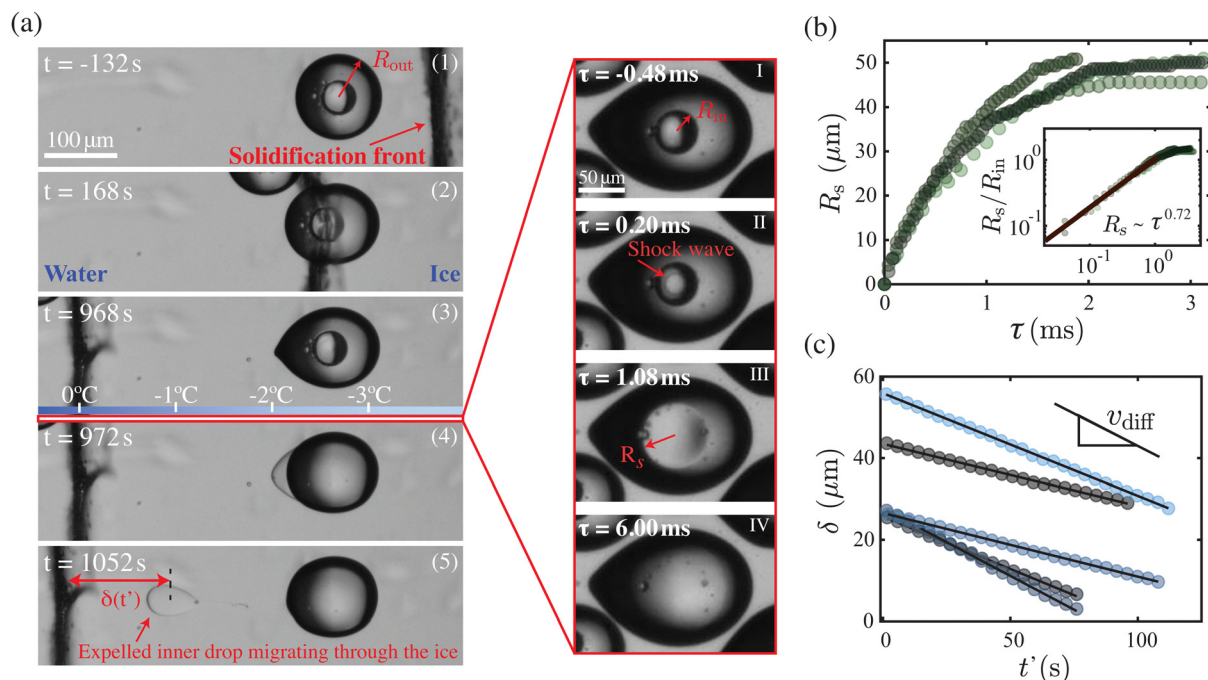 (a)
t = -132 s
(1)
R_out
100 μm
Solidification front
t = 168 s
(2)
Water
Ice
t = 968 s
(3)
0°C
-1°C
-2°C
-3°C
t = 972 s
(4)
t = 1052 s
(5)
δ(t')
Expelled inner drop migrating through the ice
τ = -0.48 ms
I
R_in
50 μm
τ = 0.20 ms
II
Shock wave
τ = 1.08 ms
III
R_s
τ = 6.00 ms
IV
(b)
R_s (μm)
50
40
30
20
10
0
0
1
2
3
τ (ms)
R_s/R_in
10^0
10^-1
R_s ~ τ^0.72
10^-1
10^0
(c)
δ (μm)
60
40
20
0
0
50
100
t' (s)
v_diff